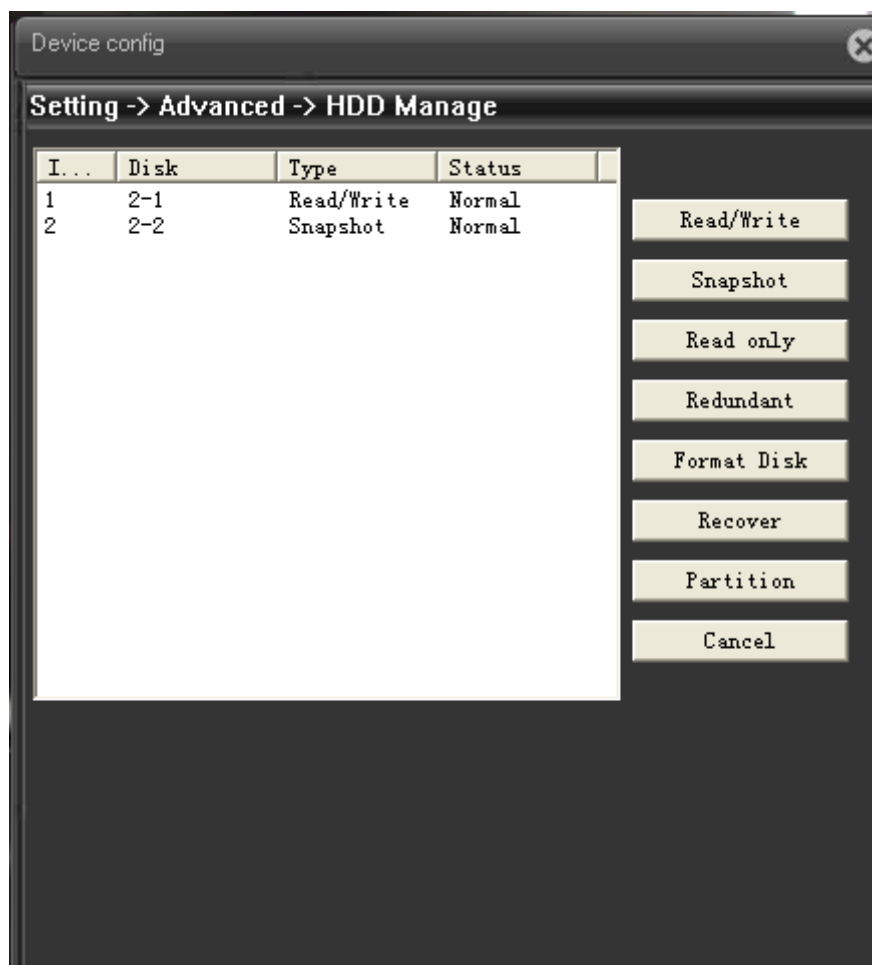 Device config
Setting -> Advanced -> HDD Manage
I... Disk Type Status
1 2-1 Read/Write Normal
2 2-2 Snapshot Normal
Read/Write
Snapshot
Read only
Redundant
Format Disk
Recover
Partition
Cancel